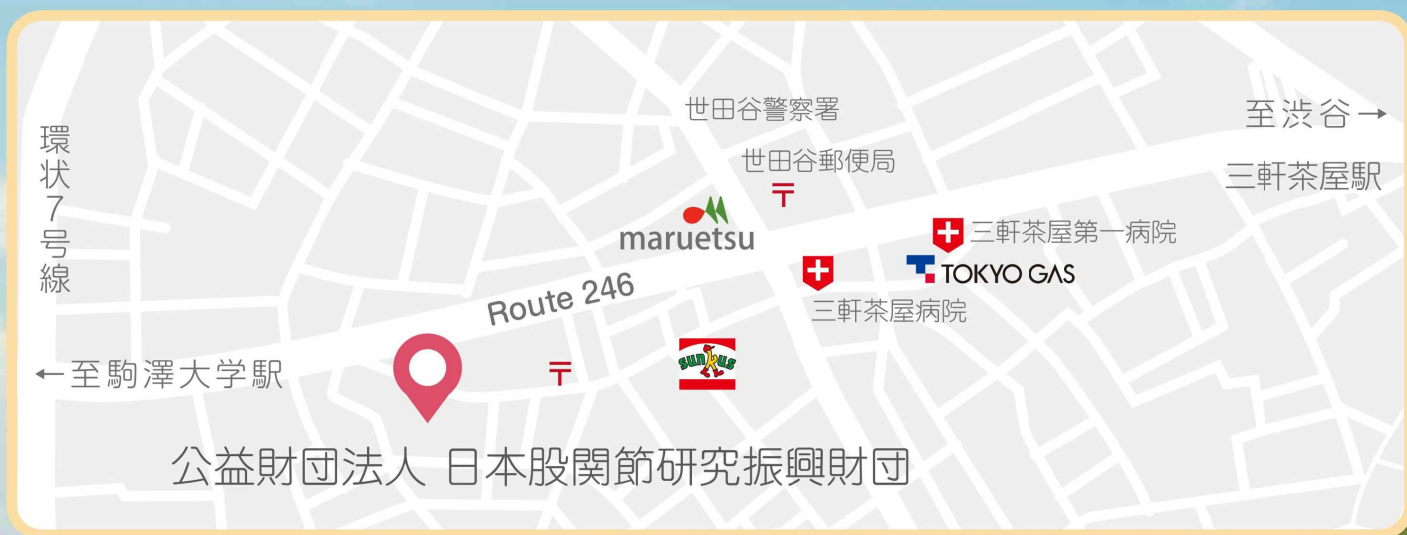 世田谷警察署
至渋谷→
環状7号線
世田谷郵便局
〒
三軒茶屋駅
maruetsu
三軒茶屋第一病院
TOKYO GAS
Route 246
三軒茶屋病院
sunkus
←至駒澤大学駅
〒
公益財団法人 日本股関節研究振興財団